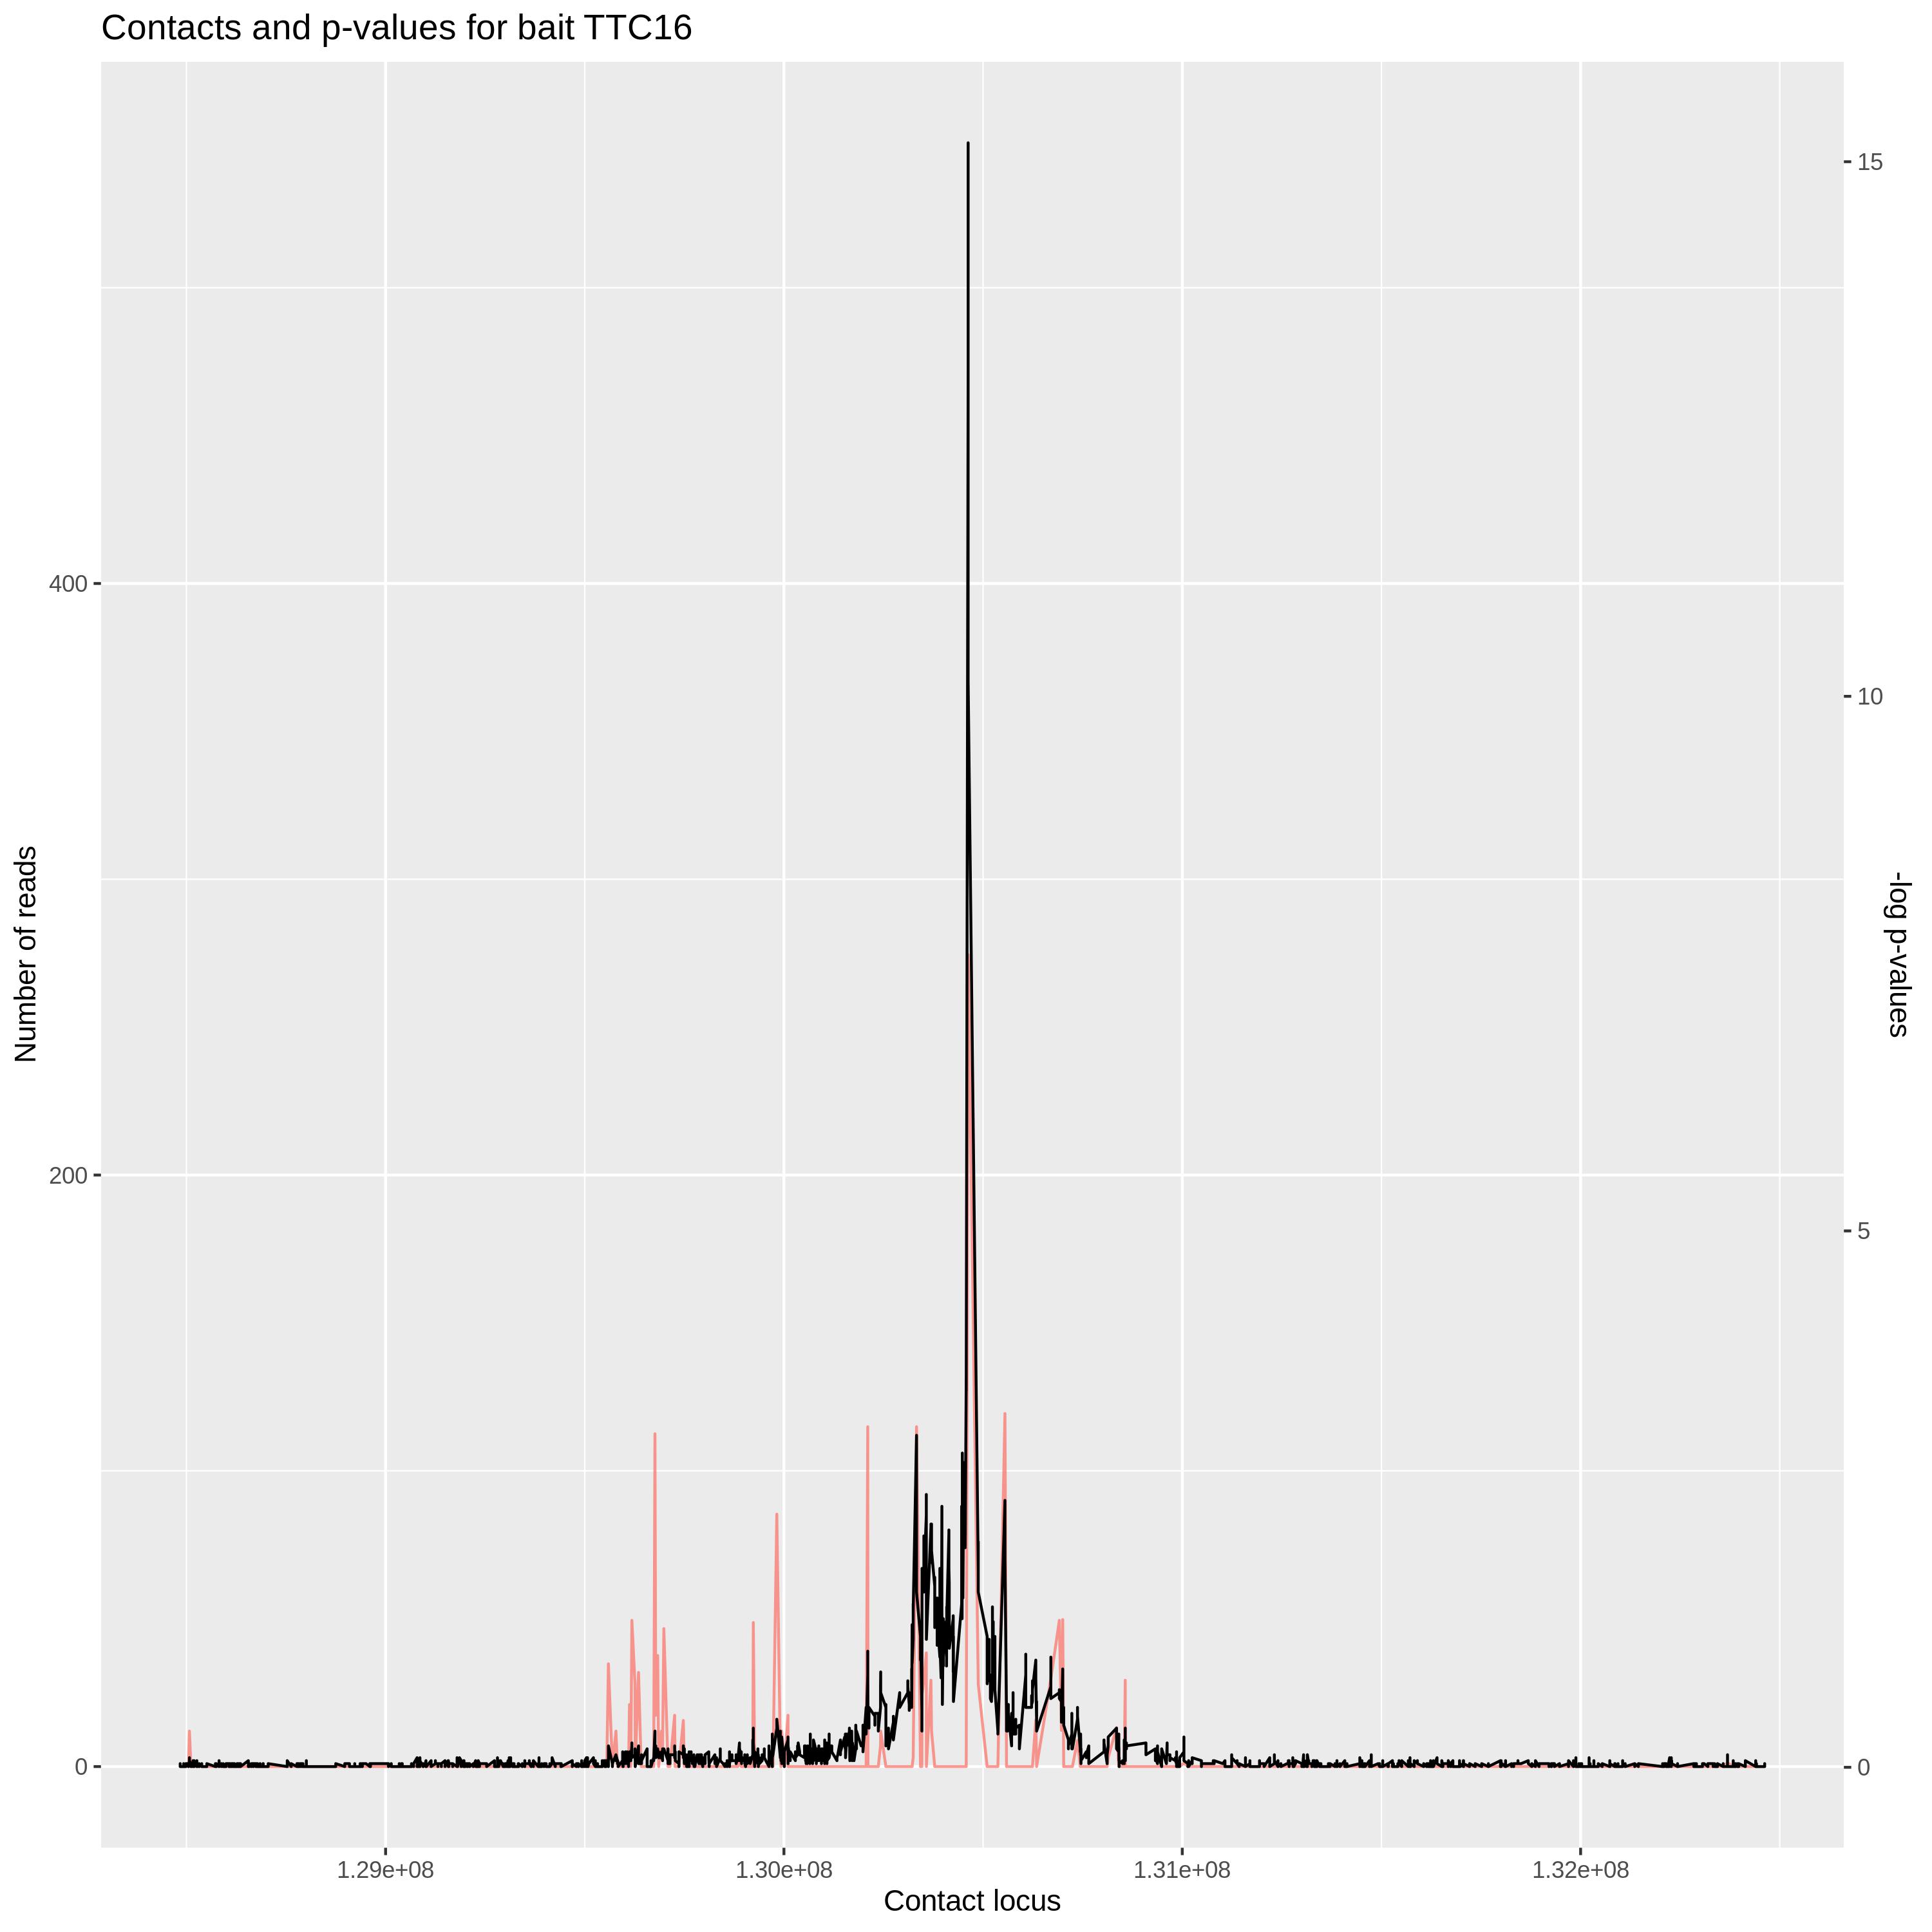 Contacts and p-values for bait TTC16
15
400
10
Number of reads
-log p-values
5
200
0
0
1.29e+08
1.30e+08
1.31e+08
1.32e+08
Contact locus